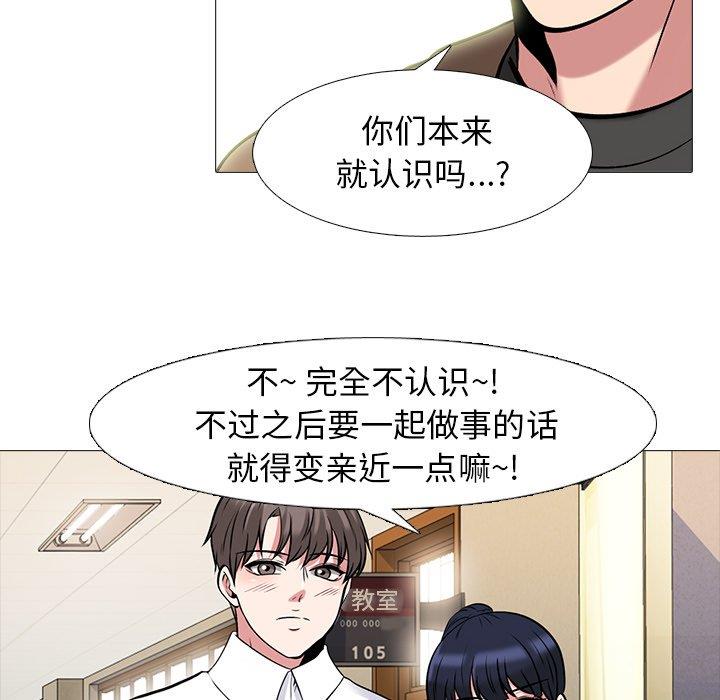 你们本来
就认识吗...?
不~ 完全不认识~!
不过之后要一起做事的话
就得变亲近一点嘛~!
教室
000 000
105